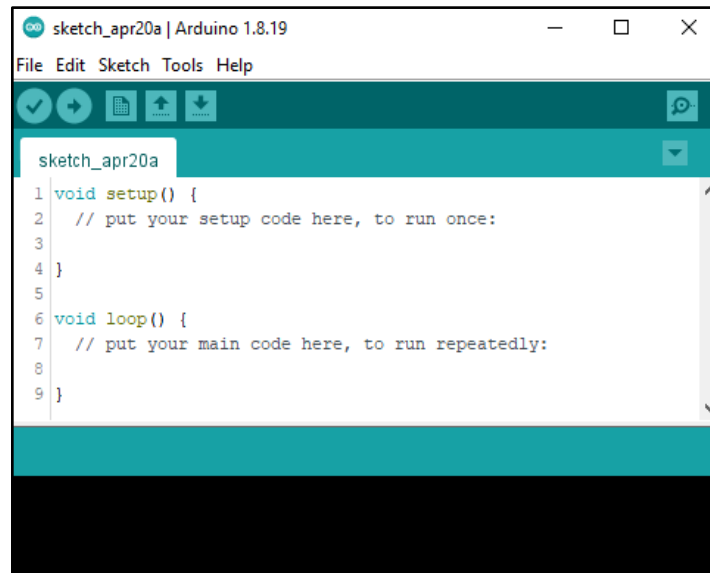 sketch_apr20a | Arduino 1.8.19
File Edit Sketch Tools Help
sketch_apr20a
1 void setup() {
2   // put your setup code here, to run once:
3
4 }
5
6 void loop() {
7   // put your main code here, to run repeatedly:
8
9 }